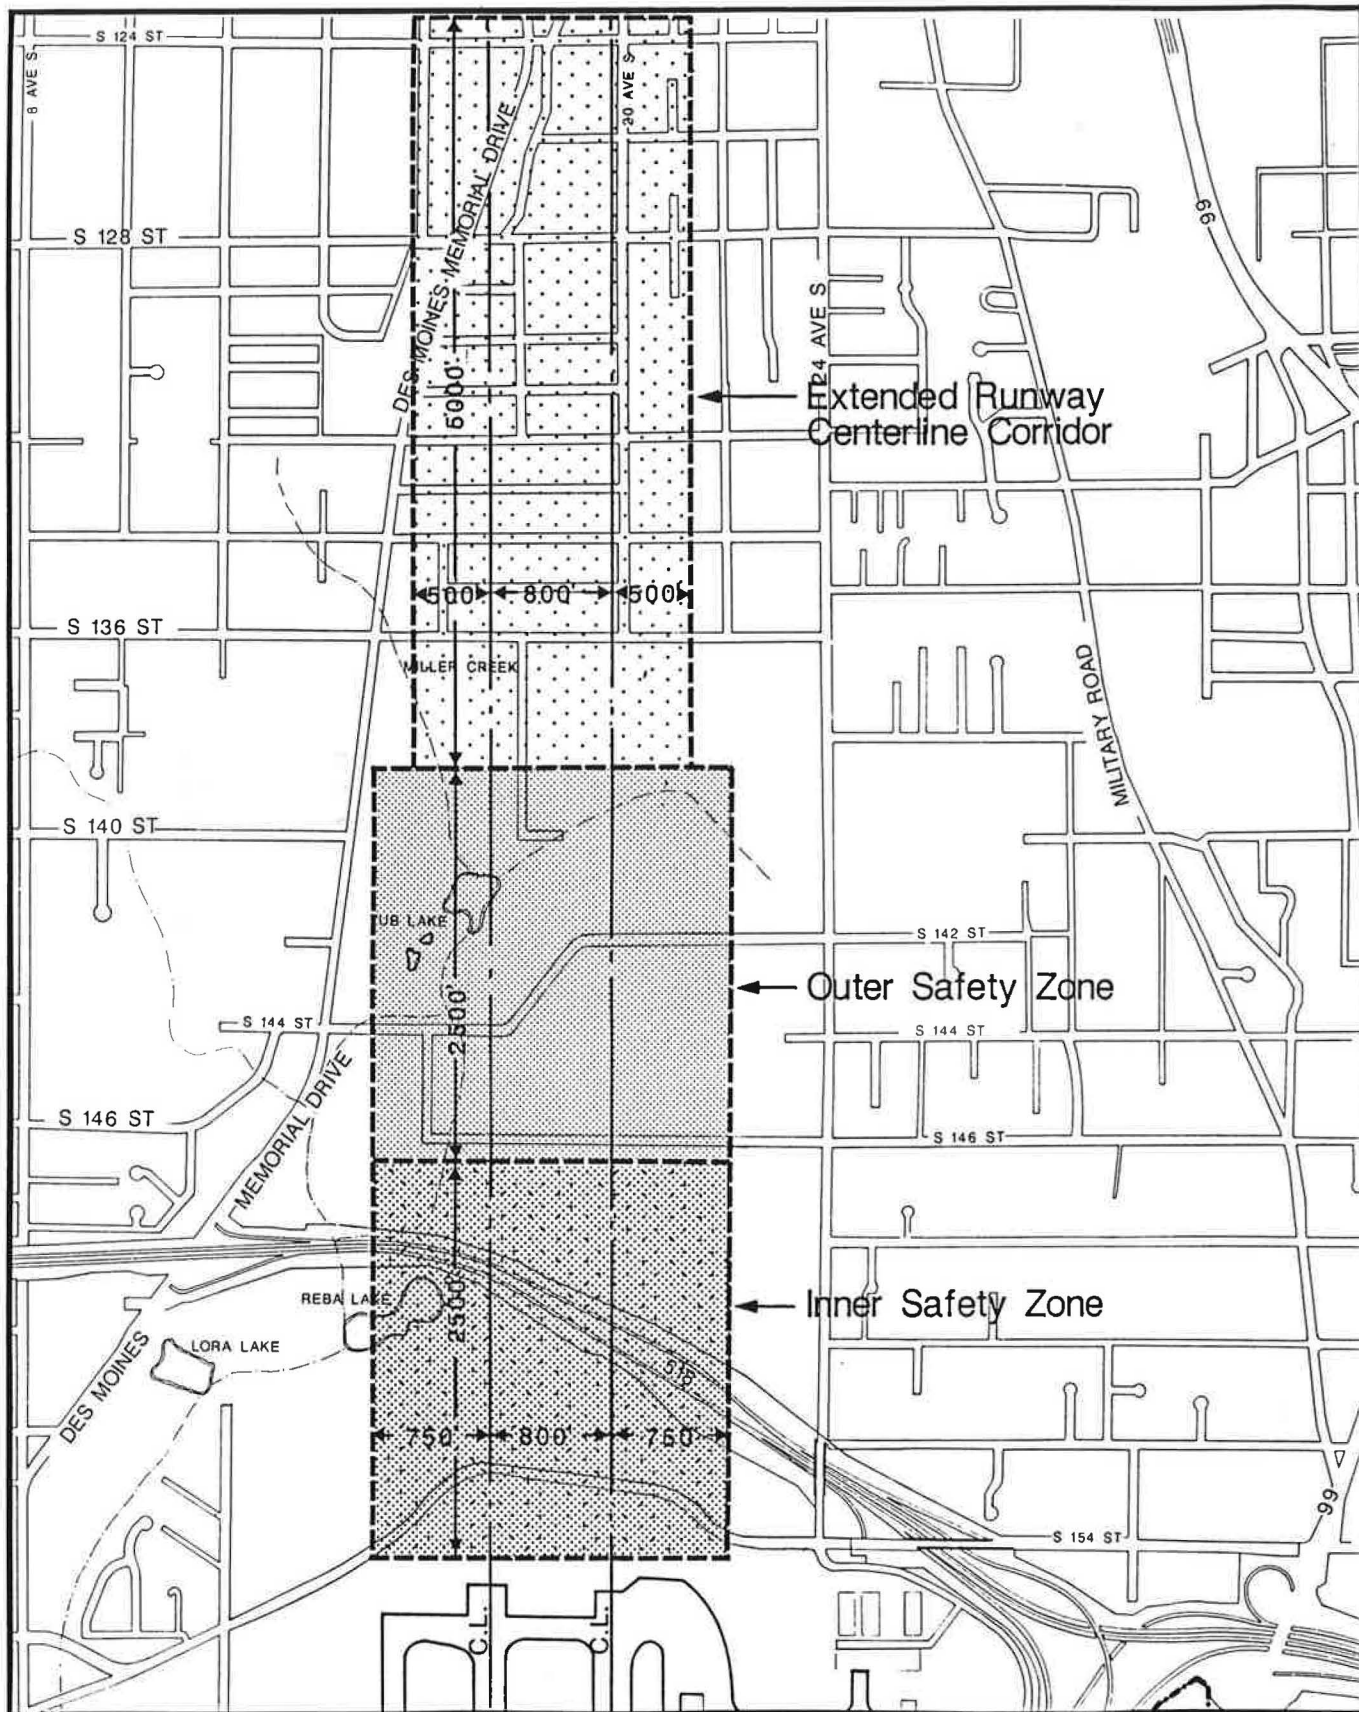 S 124 ST
8 AVE S
20 AVE S
DES MOINES MEMORIAL DRIVE
99
S 128 ST
24 AVE S
5000'
Extended Runway
Centerline Corridor
500'
800'
500'
S 136 ST
MILLER CREEK
MILITARY ROAD
S 140 ST
UB LAKE
S 142 ST
Outer Safety Zone
2500'
S 144 ST
S 144 ST
MEMORIAL DRIVE
S 146 ST
S 146 ST
REBA LAKE
2500'
Inner Safety Zone
LORA LAKE
DES MOINES
518
750'
800'
750'
99
S 154 ST
C.L.
C.L.